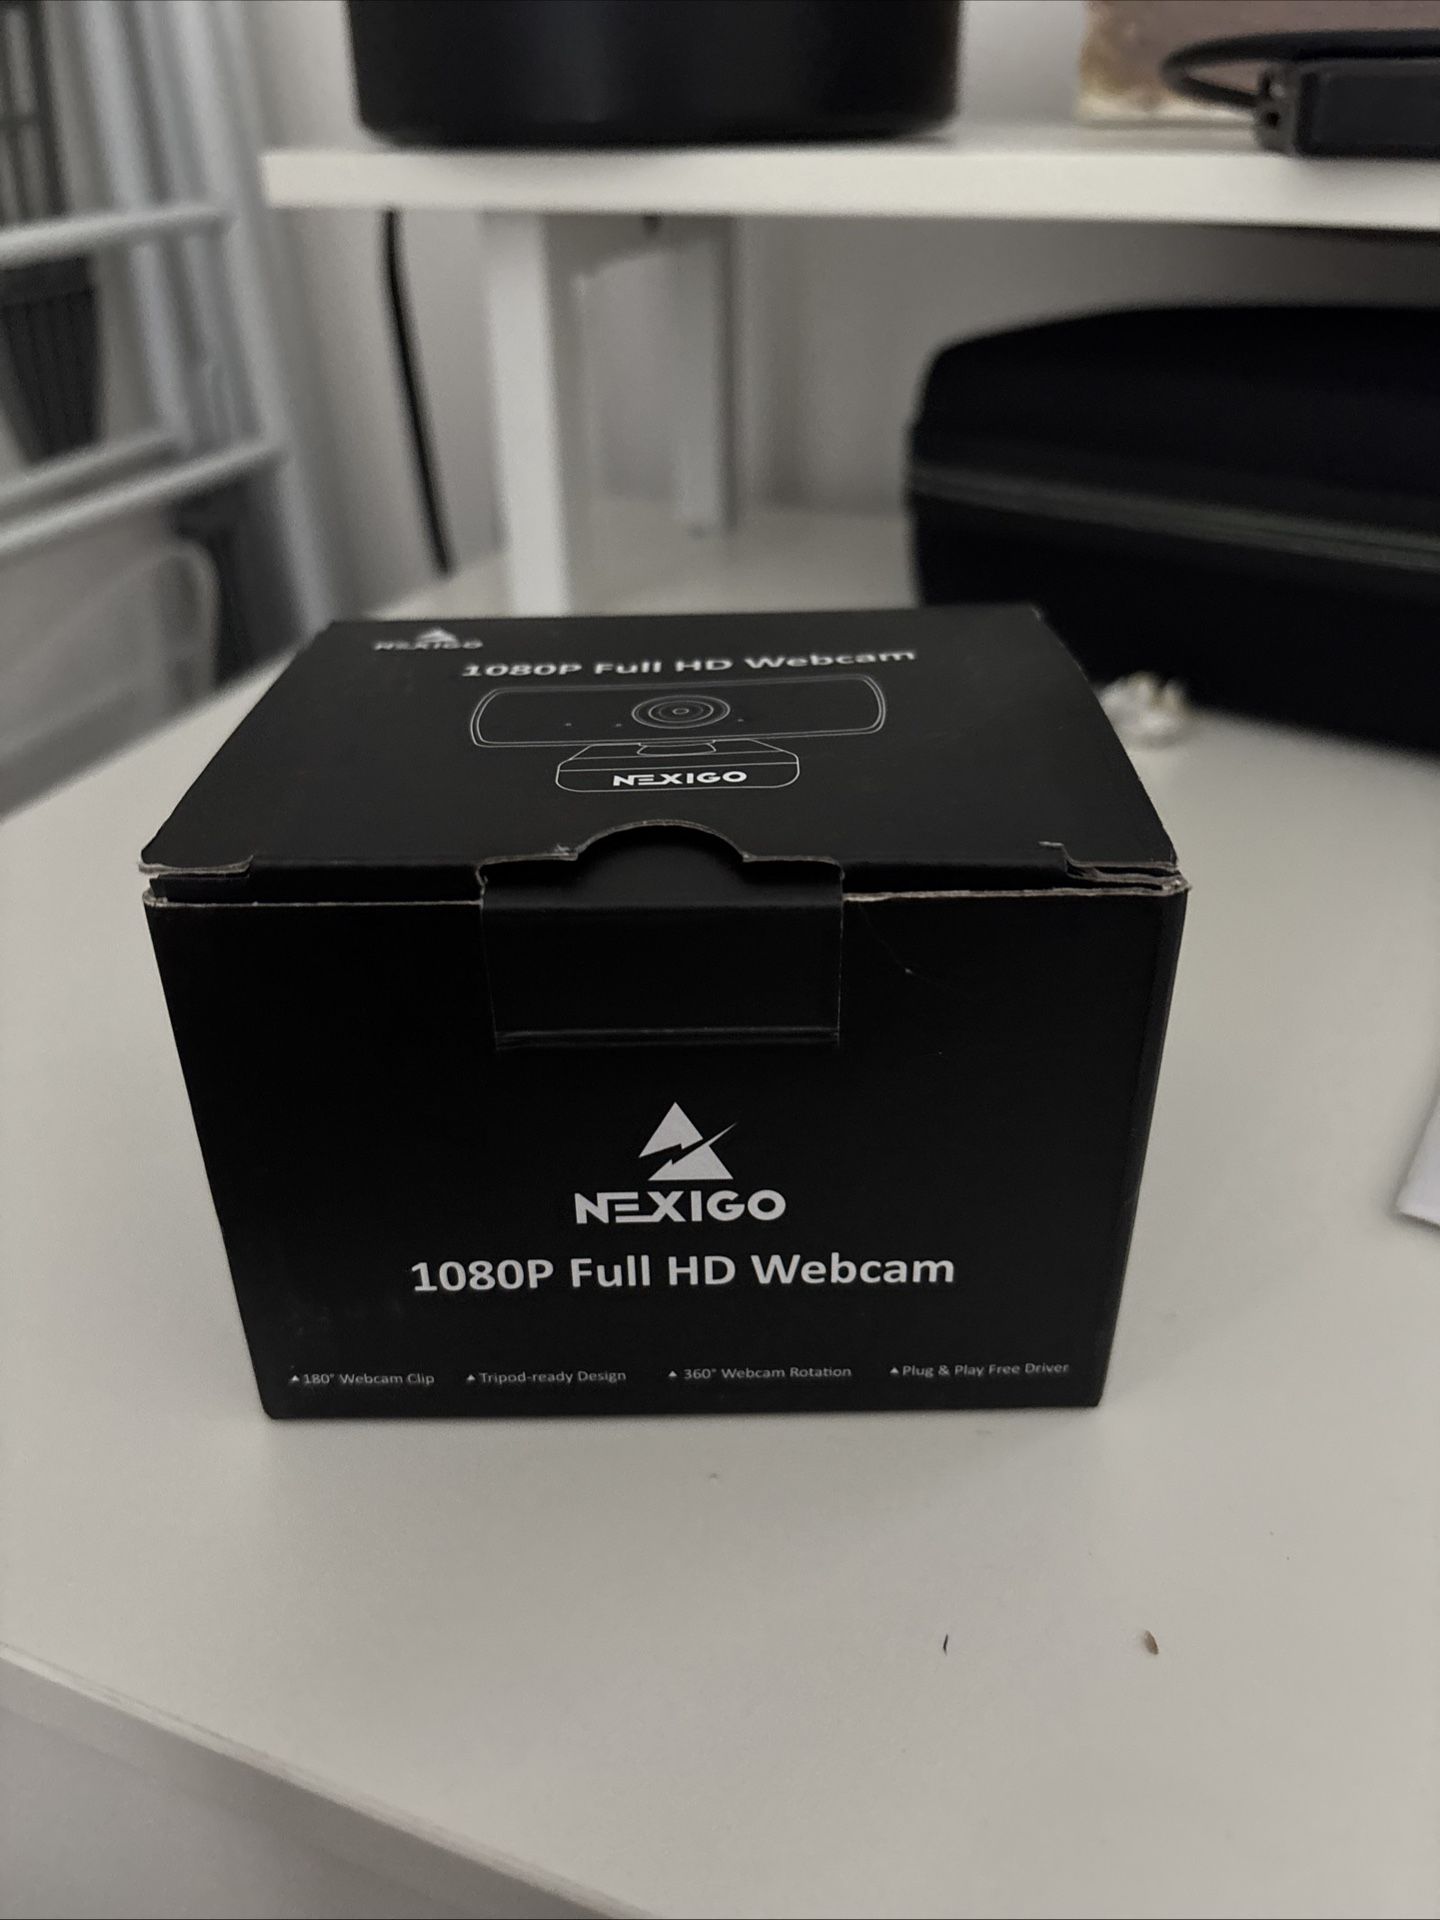 NEXIGO
1080P Full HD Webcam
NEXIGO
NEXIGO
1080P Full HD Webcam
180° Webcam Clip
Tripod-ready Design
360° Webcam Rotation
Plug & Play Free Driver